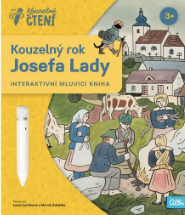 Kouzelné
čtení
3+
Kouzelný rok
Josefa Lady
INTERAKTIVNÍ MLUVICÍ KNIHA
Albi